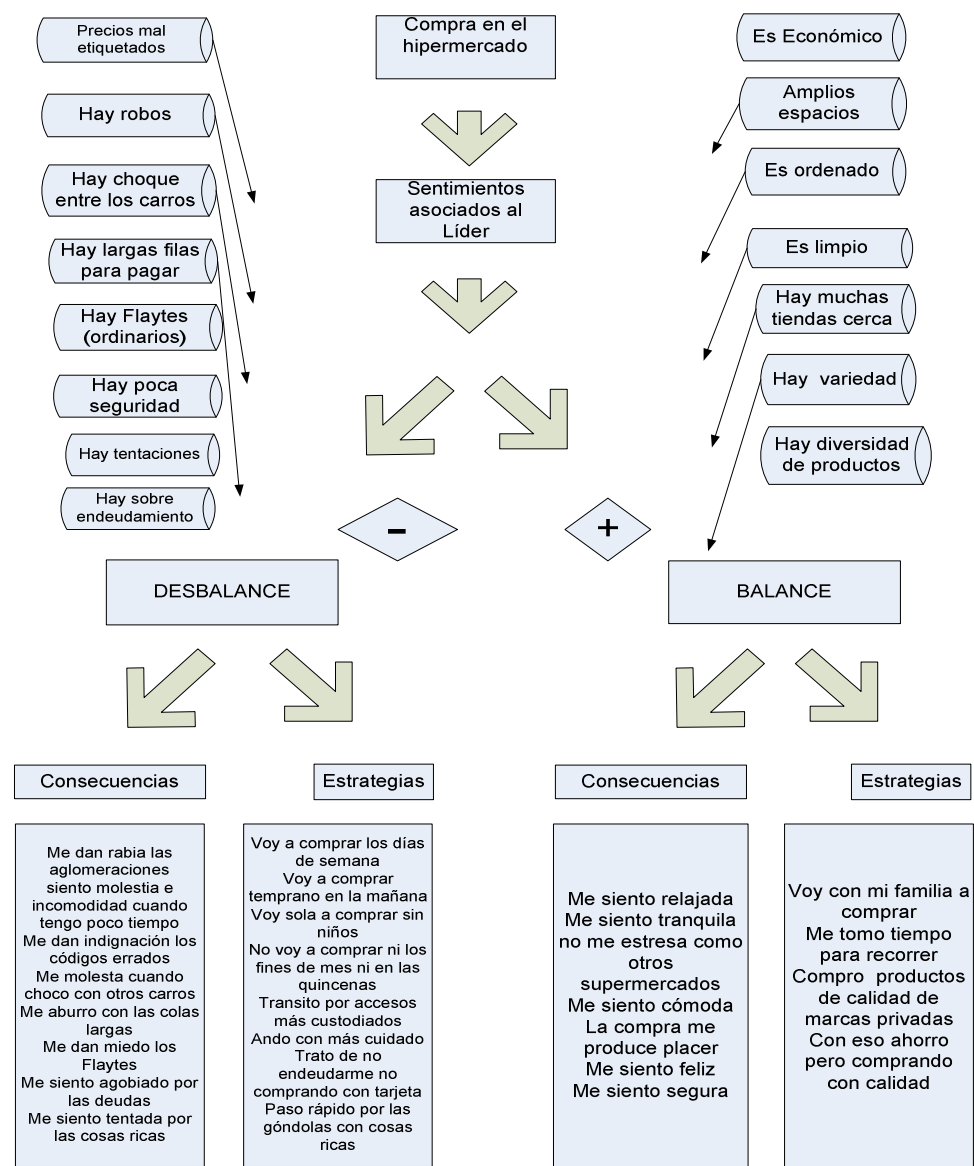 Compra en el
hipermercado
Sentimientos
asociados al
Líder
Precios mal
etiquetados
Hay robos
Hay choque
entre los carros
Hay largas filas
para pagar
Hay Flaytes
(ordinarios)
Hay poca
seguridad
Hay tentaciones
Hay sobre
endeudamiento
Es Económico
Amplios
espacios
Es ordenado
Es limpio
Hay muchas
tiendas cerca
Hay variedad
Hay diversidad
de productos
–
+
DESBALANCE
BALANCE
Consecuencias
Me dan rabia las
aglomeraciones
siento molestia e
incomodidad cuando
tengo poco tiempo
Me dan indignación los
códigos errados
Me molesta cuando
choco con otros carros
Me aburro con las colas
largas
Me dan miedo los
Flaytes
Me siento agobiado por
las deudas
Me siento tentada por
las cosas ricas
Estrategias
Voy a comprar los días
de semana
Voy a comprar
temprano en la mañana
Voy sola a comprar sin
niños
No voy a comprar ni los
fines de mes ni en las
quincenas
Transito por accesos
más custodiados
Ando con más cuidado
Trato de no
endeudarme no
comprando con tarjeta
Paso rápido por las
góndolas con cosas
ricas
Consecuencias
Me siento relajada
Me siento tranquila
no me estresa como
otros
supermercados
Me siento cómoda
La compra me
produce placer
Me siento feliz
Me siento segura
Estrategias
Voy con mi familia a
comprar
Me tomo tiempo
para recorrer
Compro productos
de calidad de
marcas privadas
Con eso ahorro
pero comprando
con calidad